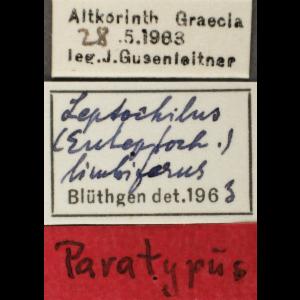 Altkorinth Graecia
28.5.1963
leg.J.Gusenleitner
Leptochilus
(Euleptoch.)
limbiferus
Blüthgen det.1963
Paratypus